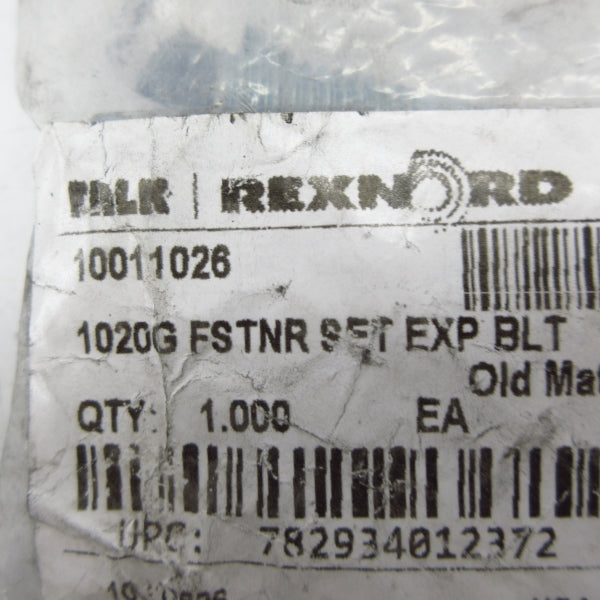 FALK | REXNORD
10011026
1020G FSTNR SET EXP BLT
Old Mat
QTY: 1.000 EA
UPC: 782934012372